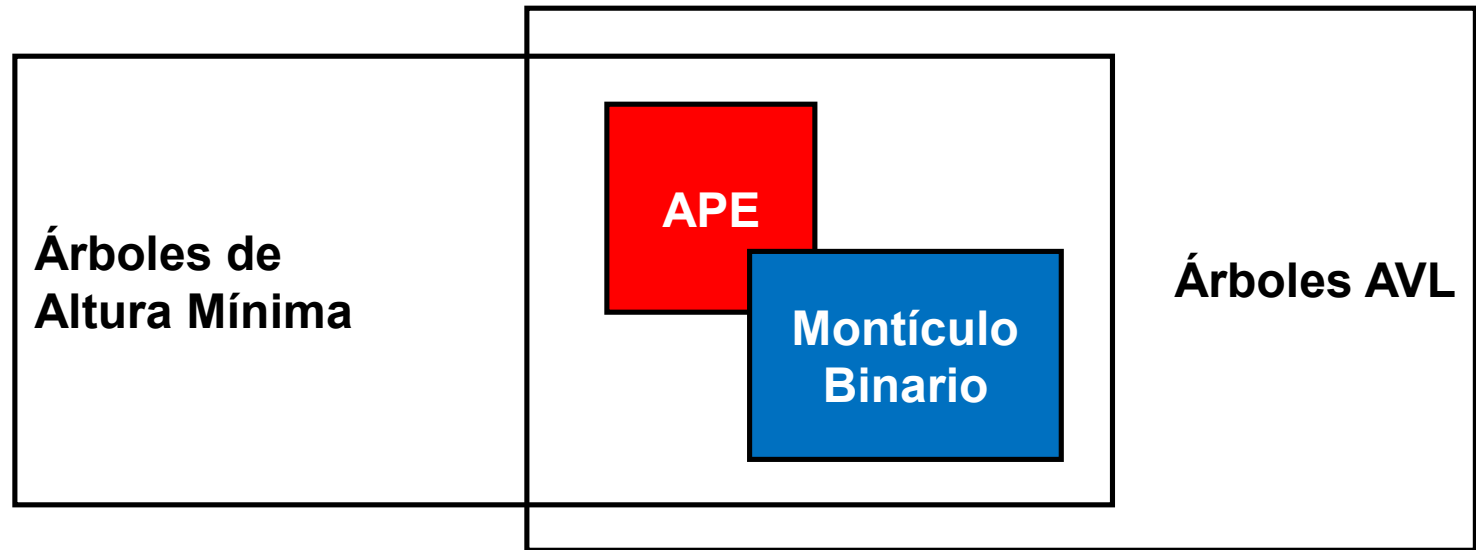 Árboles de
Altura Mínima
APE
Montículo
Binario
Árboles AVL